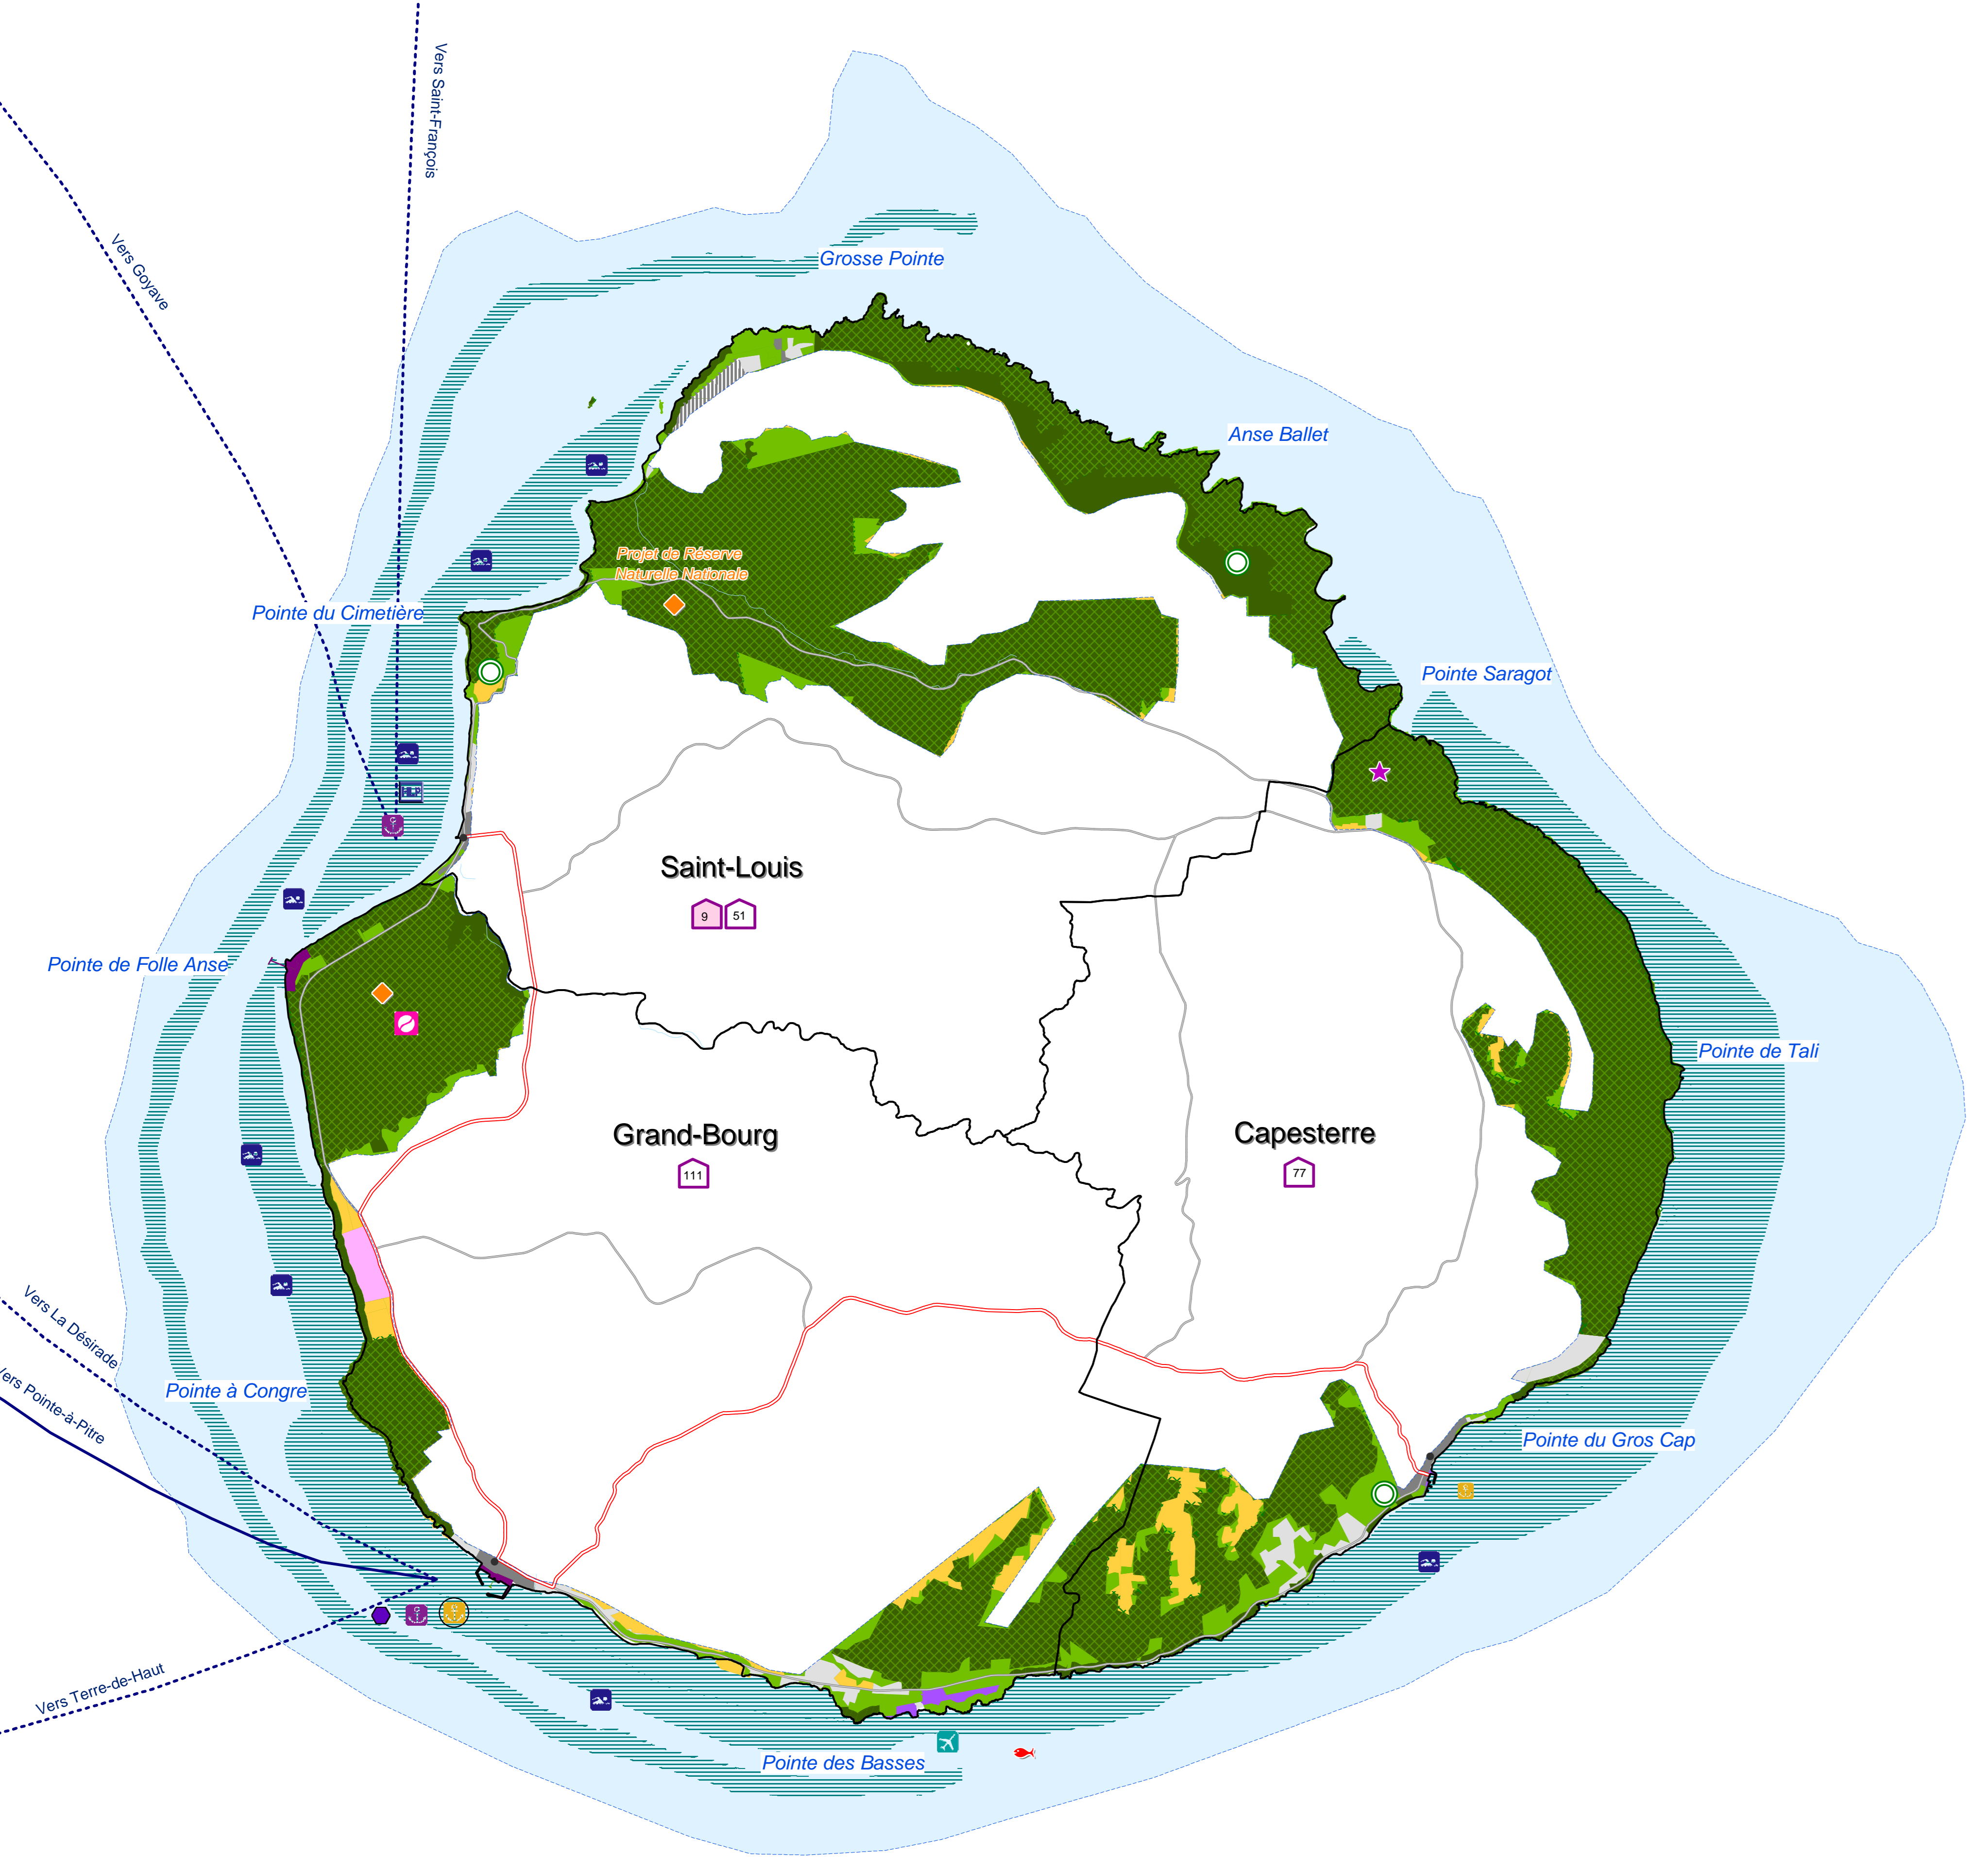 Vers Saint-François
Vers Goyave
Grosse Pointe
Anse Ballet
Projet de Réserve
Naturelle Nationale
Pointe du Cimetière
Pointe Saragot
HLP
Saint-Louis
9 51
Pointe de Folle Anse
Pointe de Tali
Grand-Bourg
111
Capesterre
77
Vers La Désirade
Vers Pointe-à-Pitre
Pointe à Congre
Pointe du Gros Cap
Vers Terre-de-Haut
Pointe des Basses